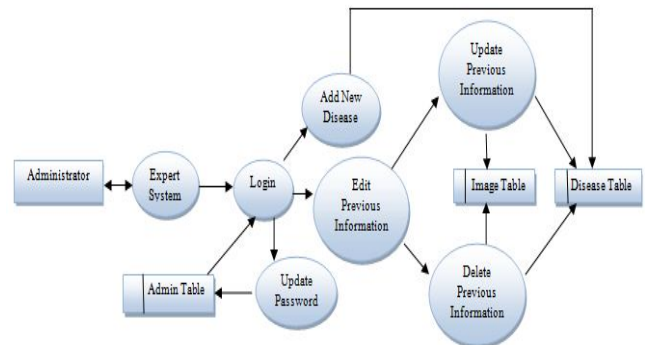 Update
Previous
Information
Add New
Disease
Administrator
Expert
System
Login
Edit
Previous
Information
Image Table
Disease Table
Admin Table
Update
Password
Delete
Previous
Information